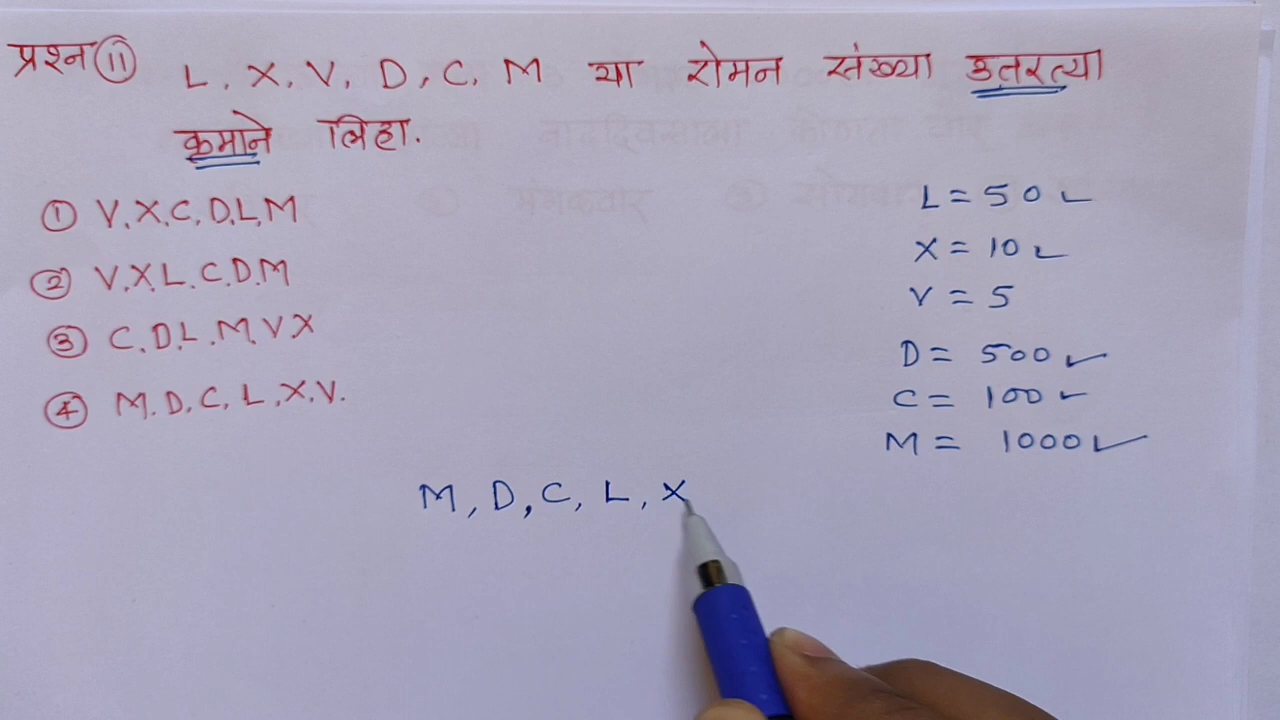 प्रश्न ⑪ L, X, V, D, C, M या रोमन संख्या उतरत्या
क्रमाने लिहा.
① V, X, C, D, L, M
② V, X, L, C, D, M
③ C, D, L, M, V, X
④ M, D, C, L, X, V.
L = 50 ✓
X = 10 ✓
V = 5
D = 500 ✓
C = 100 ✓
M = 1000 ✓
M, D, C, L, X